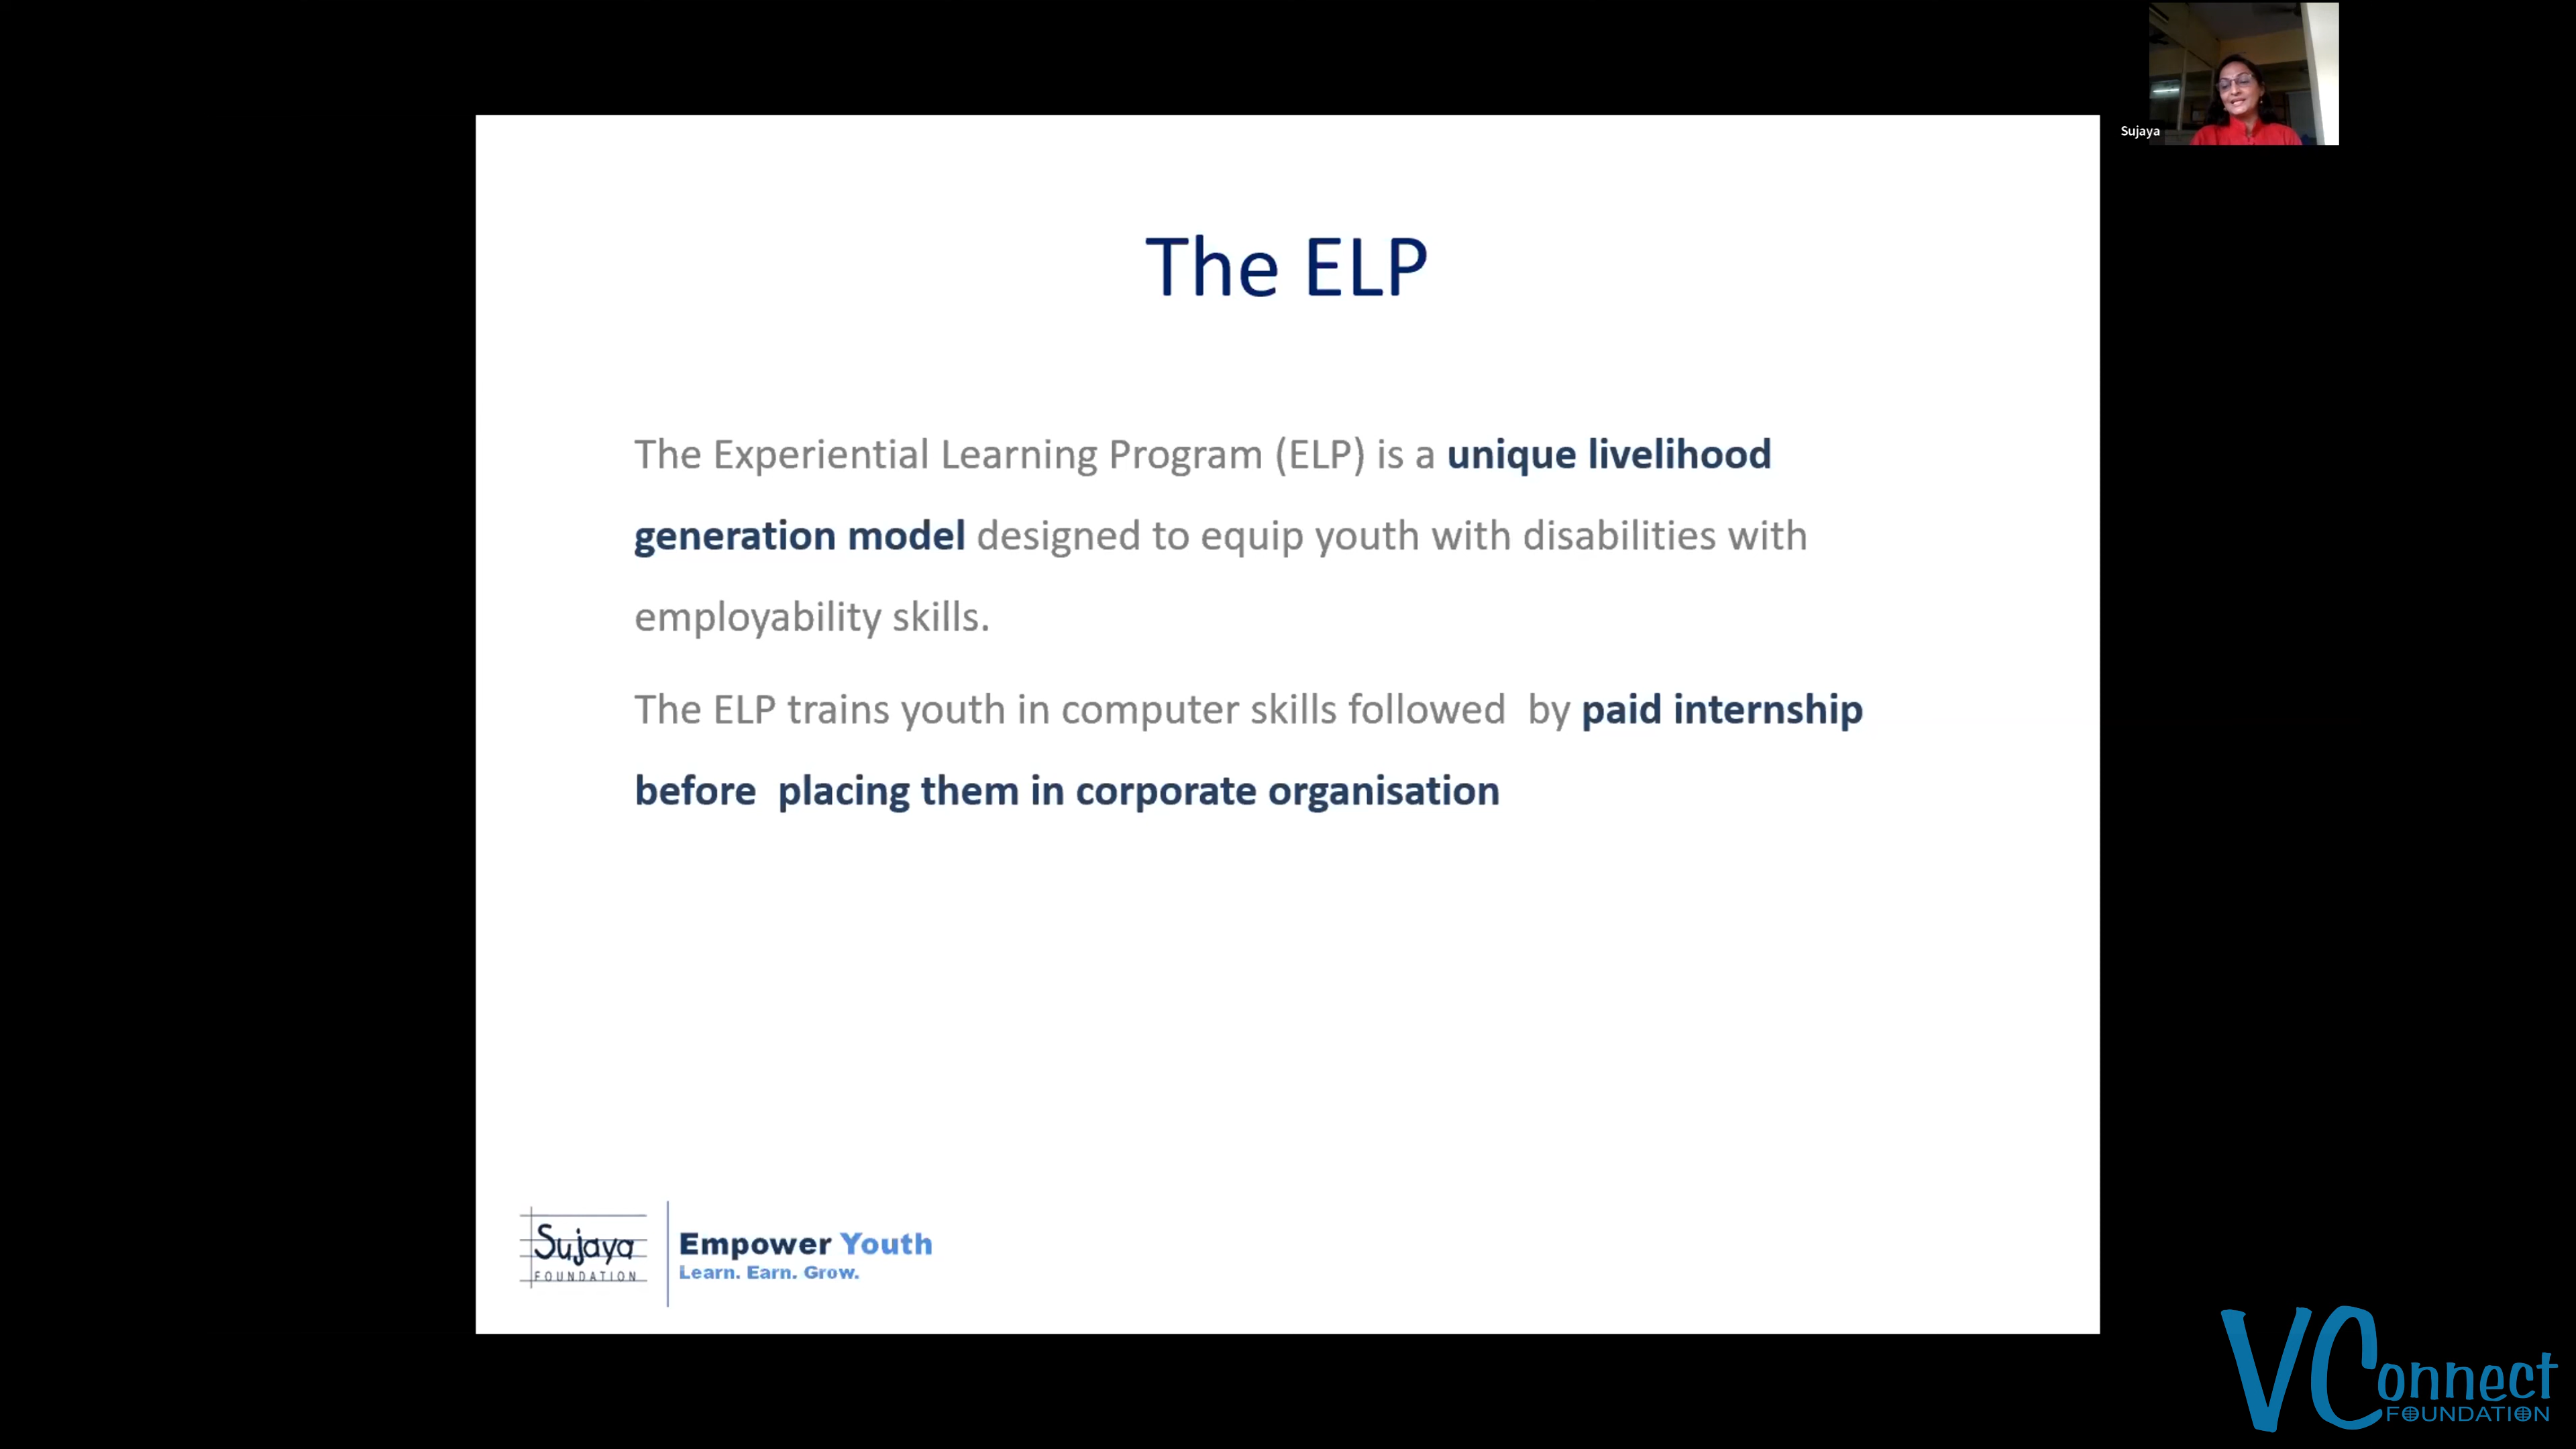 Sujaya
The ELP
The Experiential Learning Program (ELP) is a unique livelihood
generation model designed to equip youth with disabilities with
employability skills.
The ELP trains youth in computer skills followed  by paid internship
before  placing them in corporate organisation
Sujaya
FOUNDATION
Empower Youth
Learn. Earn. Grow.
VConnect
FOUNDATION